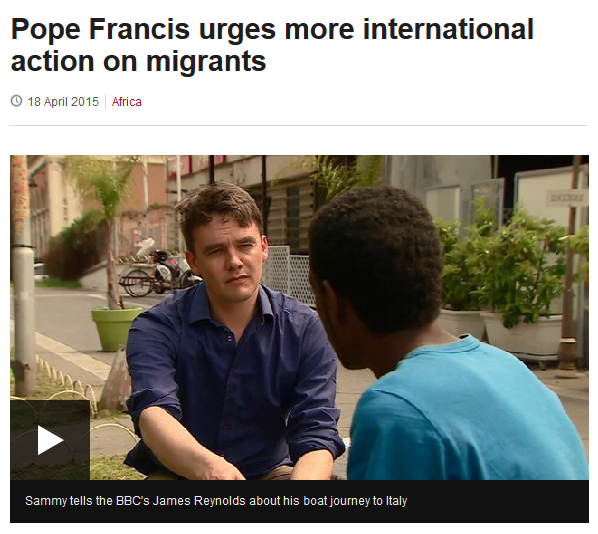 Pope Francis urges more international
action on migrants
18 April 2015 Africa
Sammy tells the BBC's James Reynolds about his boat journey to Italy